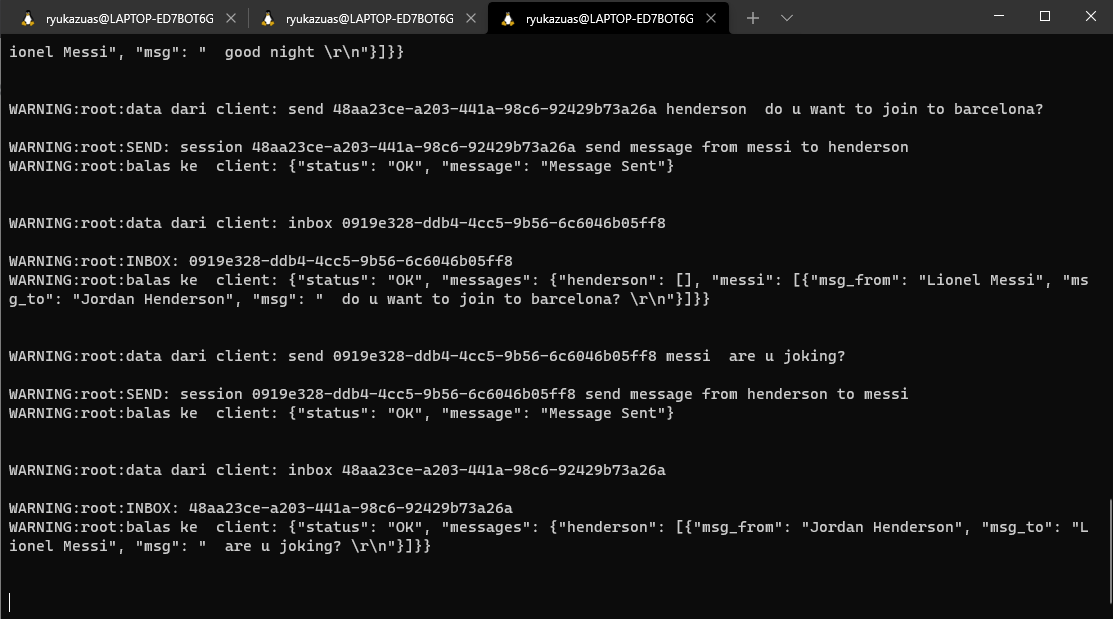 ryukazuas@LAPTOP-ED7BOT6G
ryukazuas@LAPTOP-ED7BOT6G
ryukazuas@LAPTOP-ED7BOT6G
ionel Messi", "msg": "  good night \r\n"}]}}
WARNING:root:data dari client: send 48aa23ce-a203-441a-98c6-92429b73a26a henderson  do u want to join to barcelona?
WARNING:root:SEND: session 48aa23ce-a203-441a-98c6-92429b73a26a send message from messi to henderson
WARNING:root:balas ke  client: {"status": "OK", "message": "Message Sent"}
WARNING:root:data dari client: inbox 0919e328-ddb4-4cc5-9b56-6c6046b05ff8
WARNING:root:INBOX: 0919e328-ddb4-4cc5-9b56-6c6046b05ff8
WARNING:root:balas ke  client: {"status": "OK", "messages": {"henderson": [], "messi": [{"msg_from": "Lionel Messi", "ms
g_to": "Jordan Henderson", "msg": "  do u want to join to barcelona? \r\n"}]}}
WARNING:root:data dari client: send 0919e328-ddb4-4cc5-9b56-6c6046b05ff8 messi  are u joking?
WARNING:root:SEND: session 0919e328-ddb4-4cc5-9b56-6c6046b05ff8 send message from henderson to messi
WARNING:root:balas ke  client: {"status": "OK", "message": "Message Sent"}
WARNING:root:data dari client: inbox 48aa23ce-a203-441a-98c6-92429b73a26a
WARNING:root:INBOX: 48aa23ce-a203-441a-98c6-92429b73a26a
WARNING:root:balas ke  client: {"status": "OK", "messages": {"henderson": [{"msg_from": "Jordan Henderson", "msg_to": "L
ionel Messi", "msg": "  are u joking? \r\n"}]}}